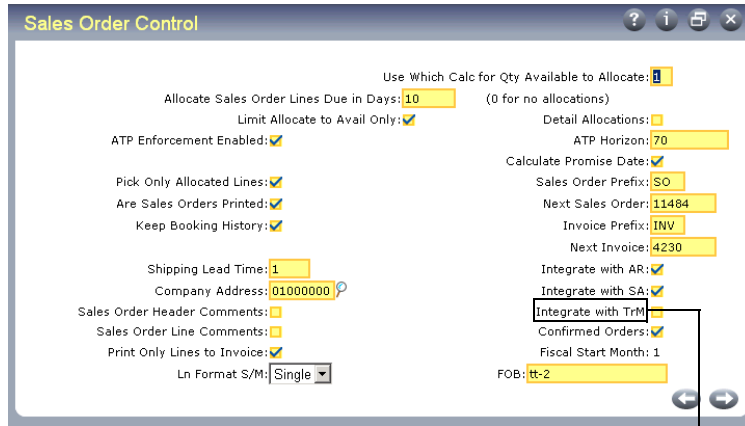 Sales Order Control
Use Which Calc for Qty Available to Allocate: 1
Allocate Sales Order Lines Due in Days: 10 (0 for no allocations)
Limit Allocate to Avail Only: Detail Allocations:
ATP Enforcement Enabled: ATP Horizon: 70
Calculate Promise Date:
Pick Only Allocated Lines: Sales Order Prefix: SO
Are Sales Orders Printed: Next Sales Order: 11484
Keep Booking History: Invoice Prefix: INV
Next Invoice: 4230
Shipping Lead Time: 1 Integrate with AR:
Company Address: 01000000 Integrate with SA:
Sales Order Header Comments: Integrate with TrM
Sales Order Line Comments: Confirmed Orders:
Print Only Lines to Invoice: Fiscal Start Month: 1
Ln Format S/M: Single FOB: tt-2